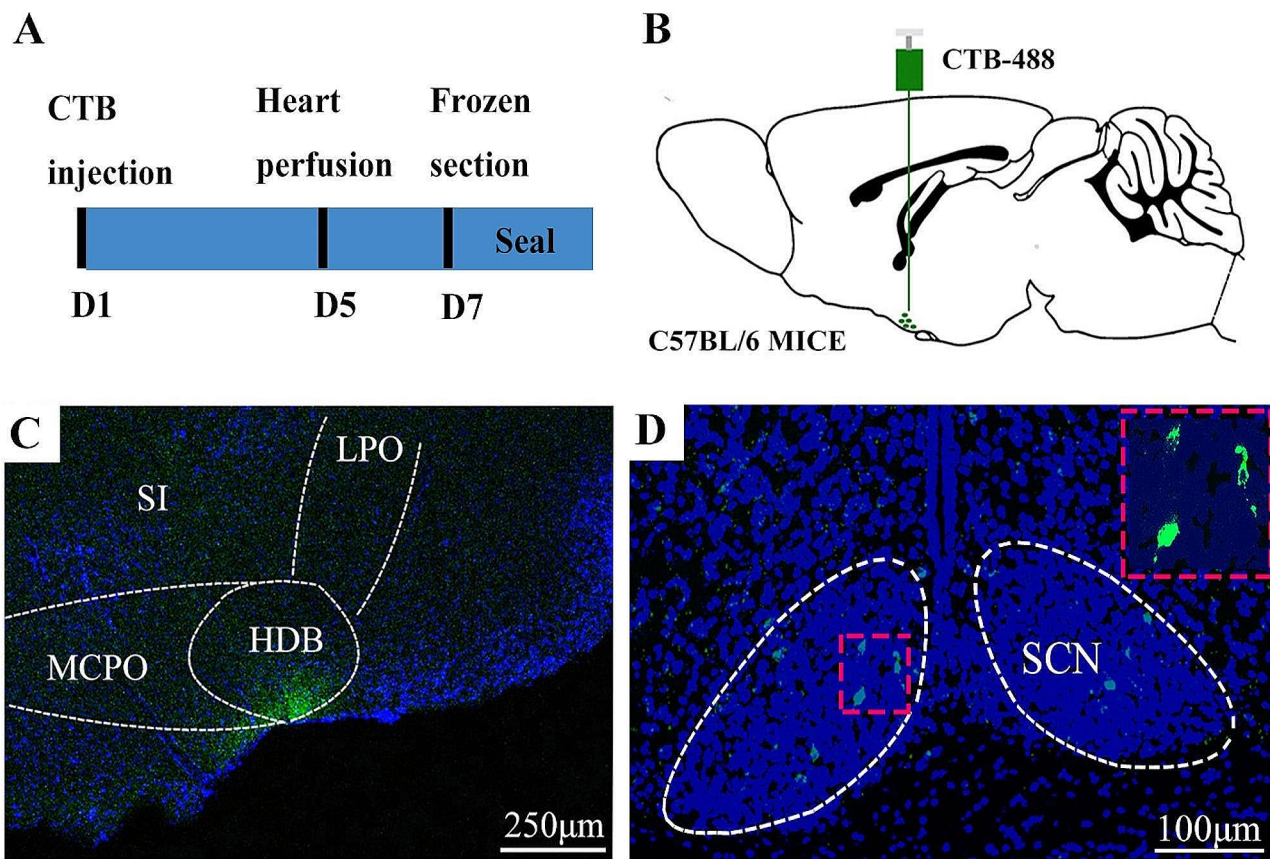 A
CTB injection
Heart perfusion
Frozen section
Seal
D1
D5
D7
B
CTB-488
C57BL/6 MICE
C
LPO
SI
HDB
MCPO
250μm
D
SCN
100μm